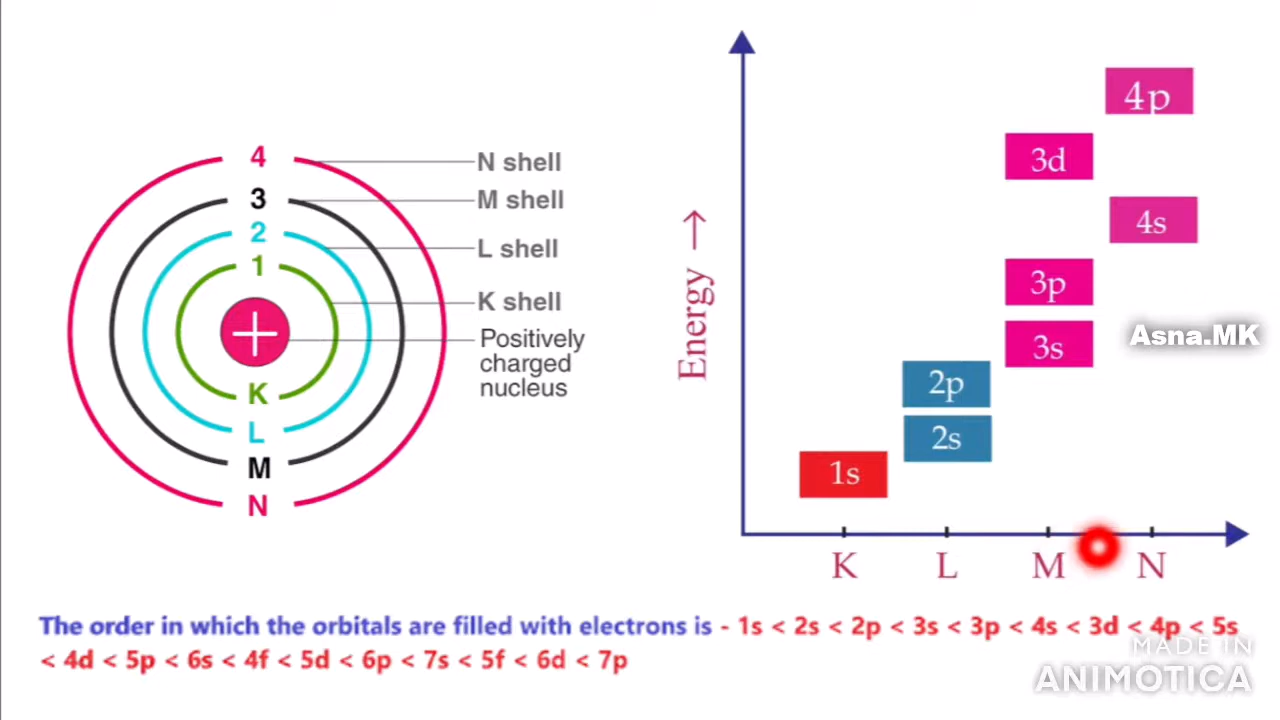 4
3
2
1
K
L
M
N
N shell
M shell
L shell
K shell
Positively
charged
nucleus
Energy →
4p
3d
4s
3p
3s
2p
2s
1s
K L M N
Asna.MK
The order in which the orbitals are filled with electrons is - 1s < 2s < 2p < 3s < 3p < 4s < 3d < 4p < 5s
< 4d < 5p < 6s < 4f < 5d < 6p < 7s < 5f < 6d < 7p
MADE IN
ANIMOTICA